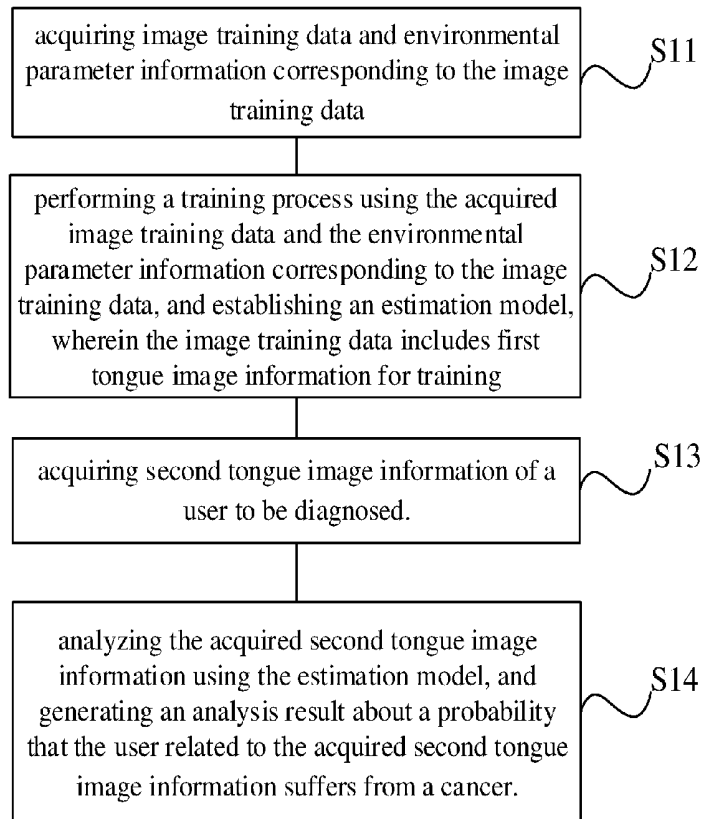 acquiring image training data and environmental
parameter information corresponding to the image
training data
S11
performing a training process using the acquired
image training data and the environmental
parameter information corresponding to the image
training data, and establishing an estimation model,
wherein the image training data includes first
tongue image information for training
S12
acquiring second tongue image information of a
user to be diagnosed.
S13
analyzing the acquired second tongue image
information using the estimation model, and
generating an analysis result about a probability
that the user related to the acquired second tongue
image information suffers from a cancer.
S14